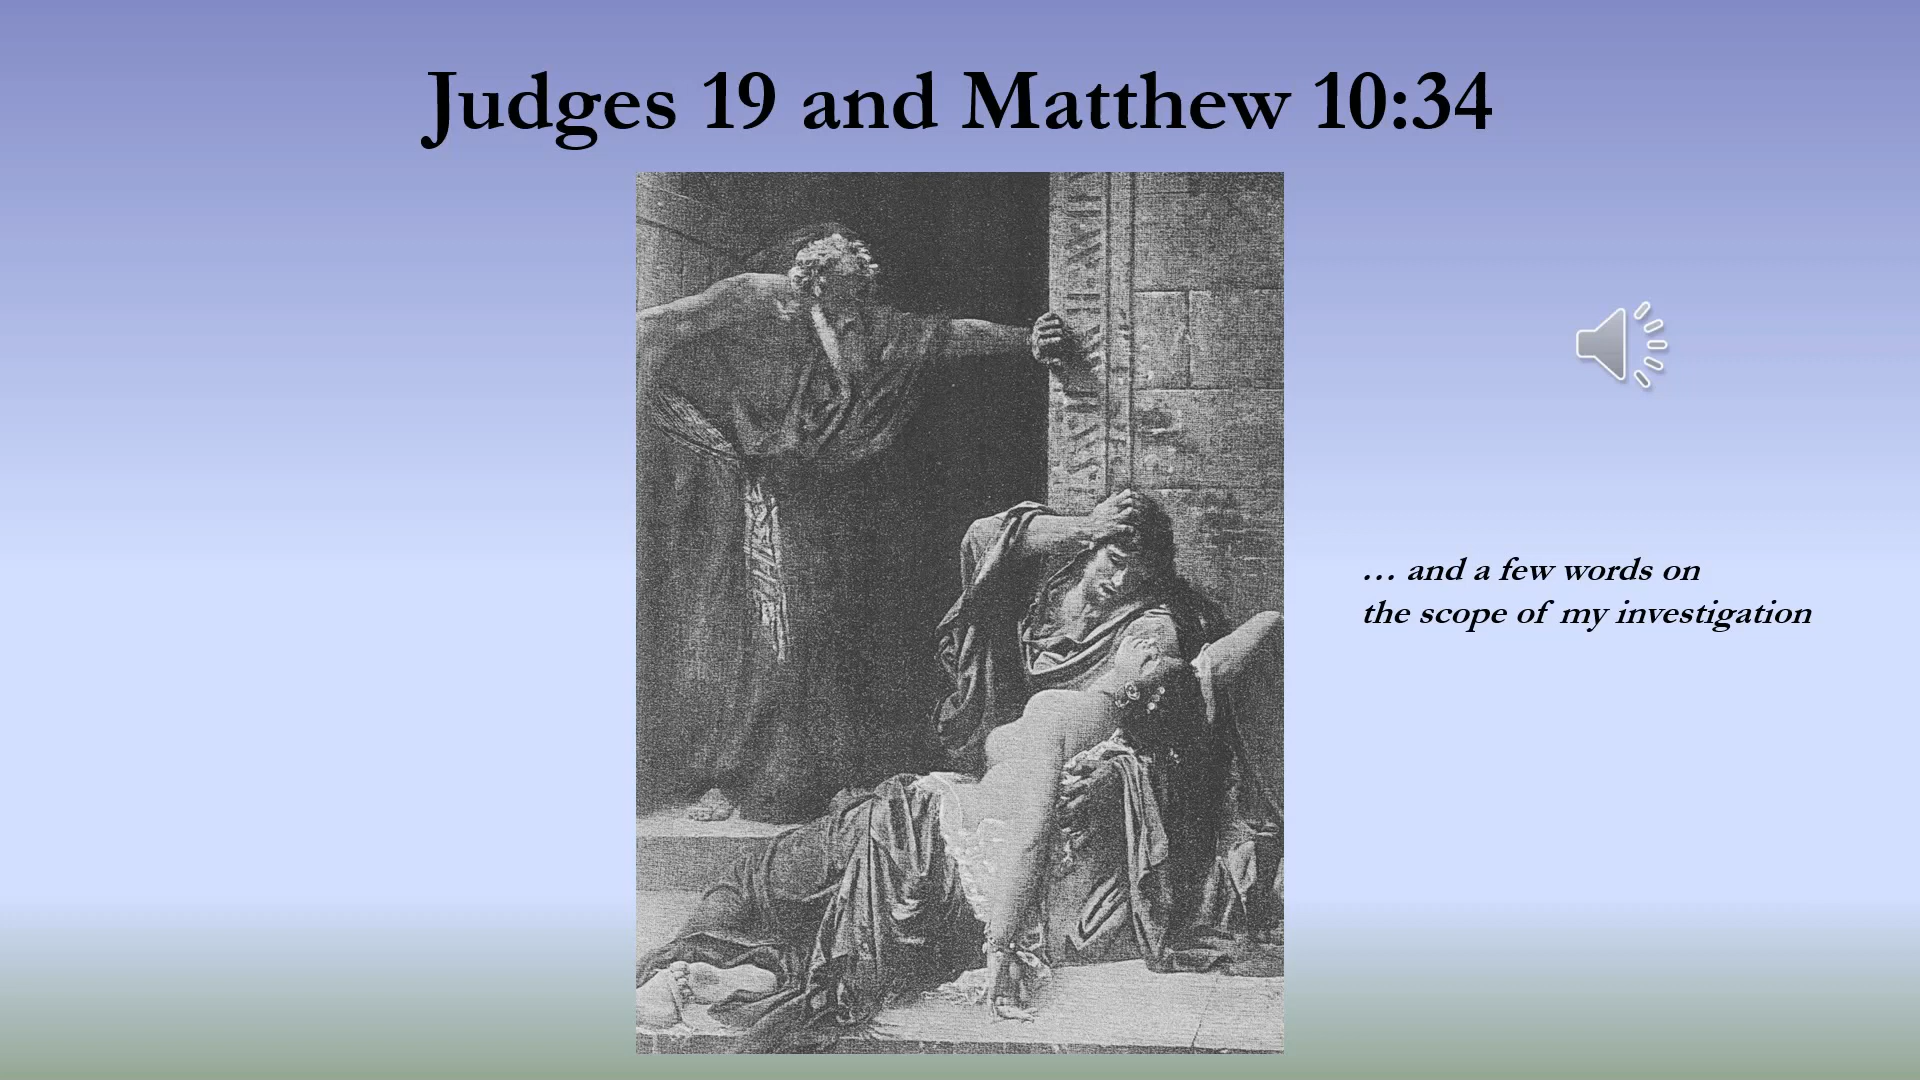 Judges 19 and Matthew 10:34
… and a few words on
the scope of my investigation